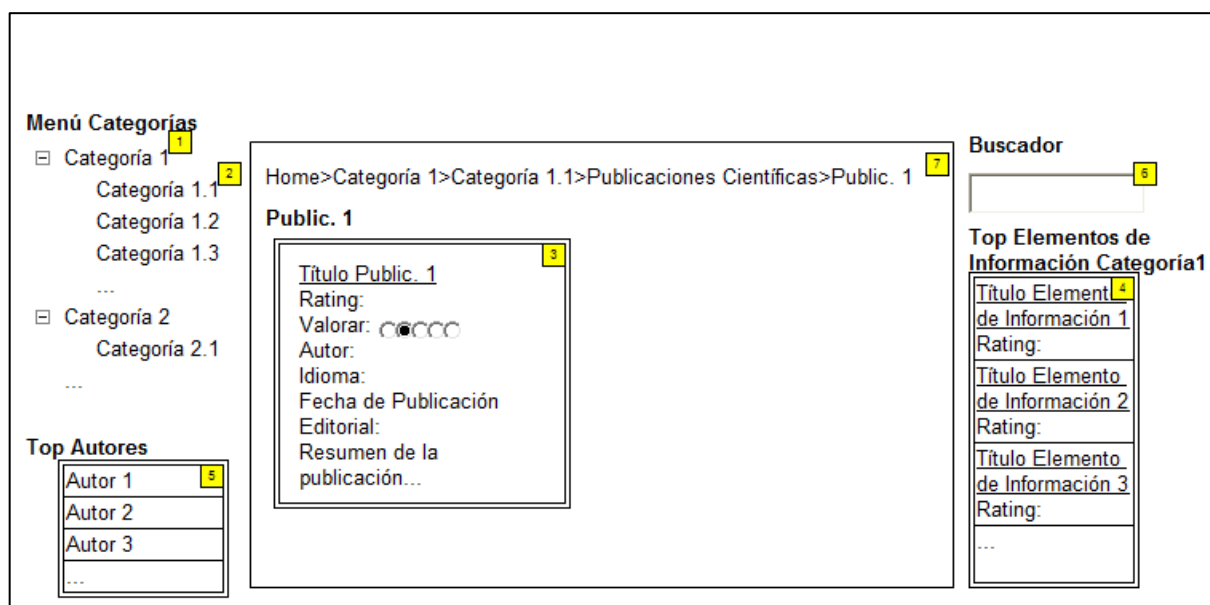 Menú Categorías
1
Categoría 1
2
Categoría 1.1
Categoría 1.2
Categoría 1.3
...
Categoría 2
Categoría 2.1
...
Top Autores
5
Autor 1
Autor 2
Autor 3
...
7
Home>Categoría 1>Categoría 1.1>Publicaciones Científicas>Public. 1
Public. 1
3
Título Public. 1
Rating:
Valorar:
Autor:
Idioma:
Fecha de Publicación
Editorial:
Resumen de la
publicación...
Buscador
6
Top Elementos de
Información Categoría1
4
Título Element
de Información 1
Rating:
Título Elemento
de Información 2
Rating:
Título Elemento
de Información 3
Rating:
...